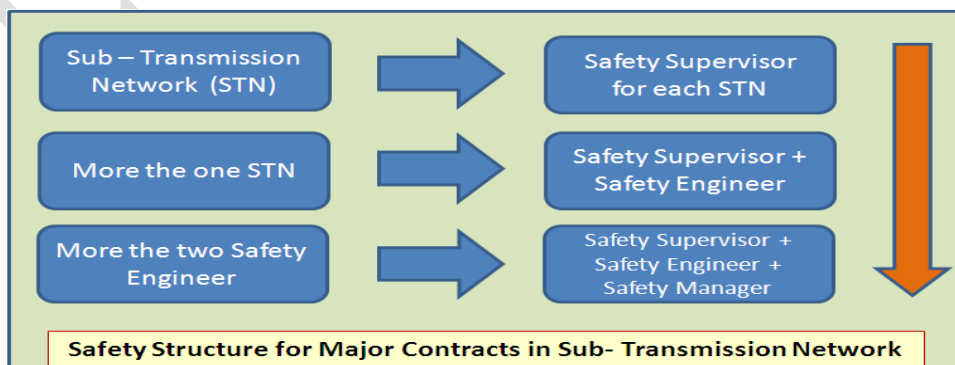 Sub – Transmission
Network (STN)
Safety Supervisor
for each STN
More the one STN
Safety Supervisor +
Safety Engineer
More the two Safety
Engineer
Safety Supervisor +
Safety Engineer +
Safety Manager
Safety Structure for Major Contracts in Sub- Transmission Network